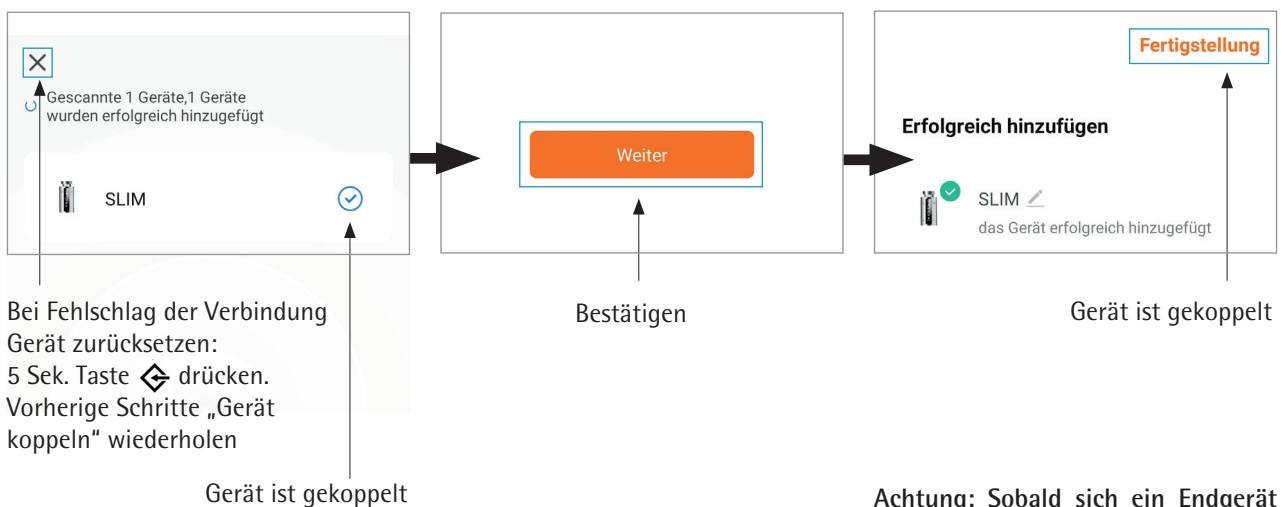 Gescannte 1 Geräte,1 Geräte
wurden erfolgreich hinzugefügt
SLIM
Bei Fehlschlag der Verbindung
Gerät zurücksetzen:
5 Sek. Taste drücken.
Vorherige Schritte „Gerät
koppeln" wiederholen
Gerät ist gekoppelt
Weiter
Bestätigen
Fertigstellung
Erfolgreich hinzufügen
SLIM
das Gerät erfolgreich hinzugefügt
Gerät ist gekoppelt
Achtung: Sobald sich ein Endgerät